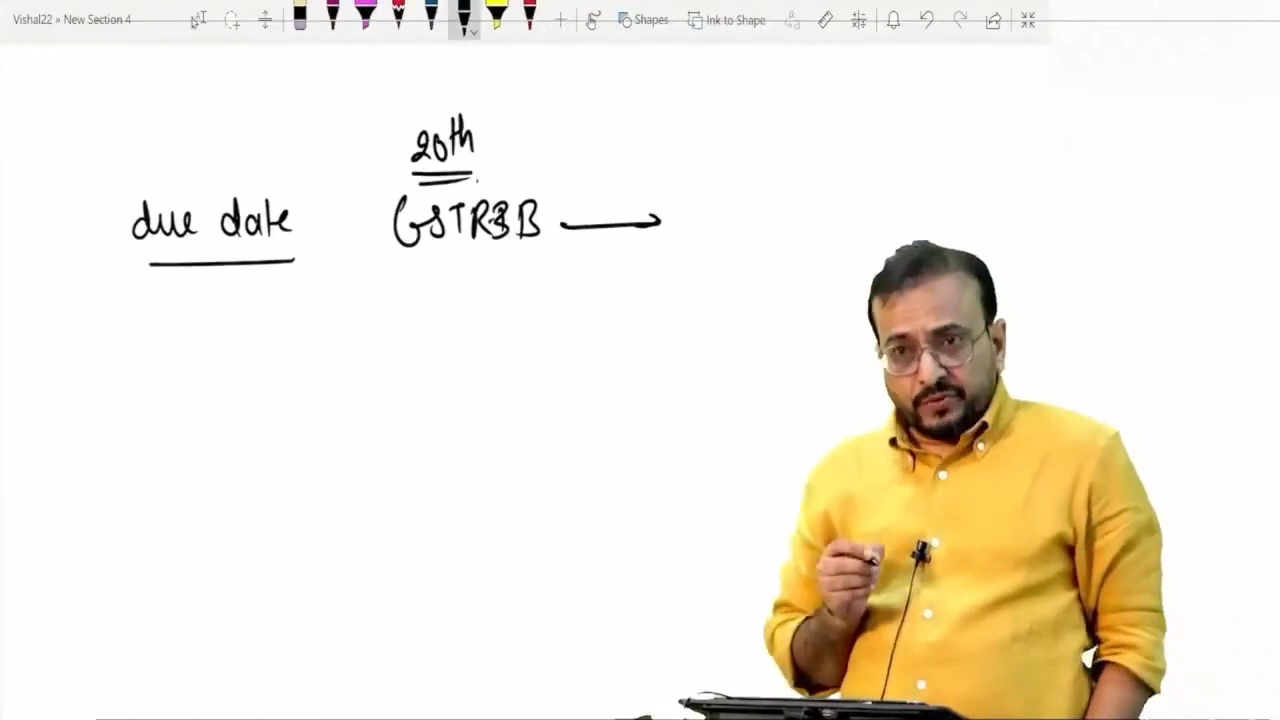 Vishal22 » New Section 4
Shapes
Ink to Shape
20th
due date GSTR3B